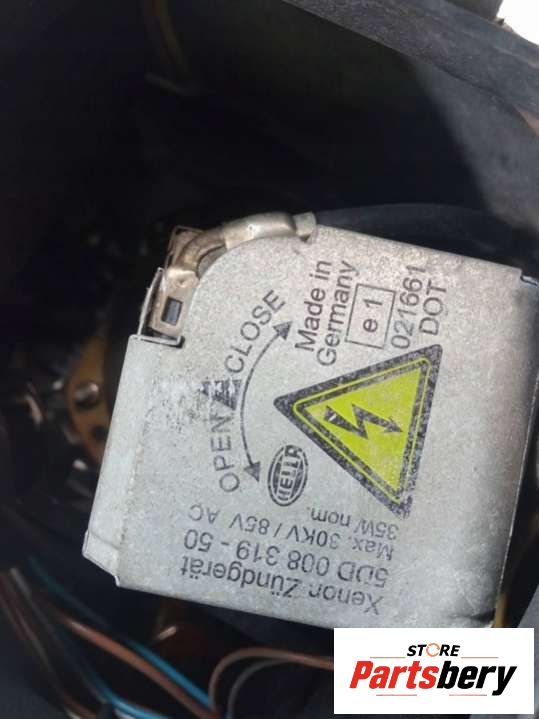 Made in
Germany
e 1
021661
DOT
OPEN CLOSE
HELLA
Xenon Zündgerät
5DD 008 319 - 50
Max. 30KV / 85V AC
35W nom.
STORE
Partsbery